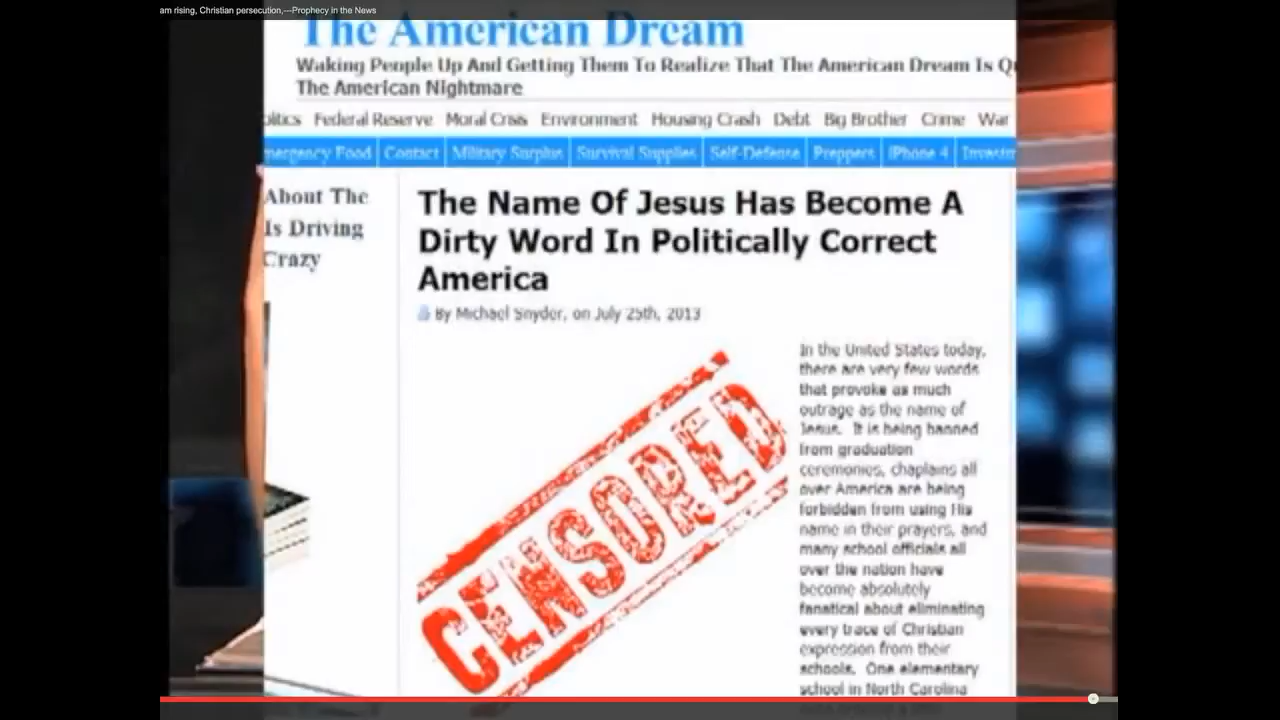 am rising, Christian persecution,---Prophecy in the News
The American Dream
Waking People Up And Getting Them To Realize That The American Dream Is Qu
The American Nightmare
olitics Federal Reserve Moral Crisis Environment Housing Crash Debt Big Brother Crime War
mergency Food Contact Military Surplus Survival Supplies Self-Defense Preppers iPhone 4 Investm
About The
Is Driving
Crazy
The Name Of Jesus Has Become A
Dirty Word In Politically Correct
America
By Michael Snyder, on July 25th, 2013
CENSORED
In the United States today,
there are very few words
that provoke as much
outrage as the name of
Jesus. It is being banned
from graduation
ceremonies, chaplains all
over America are being
forbidden from using His
name in their prayers, and
many school officials all
over the nation have
become absolutely
fanatical about eliminating
every trace of Christian
expression from their
schools. One elementary
school in North Carolina